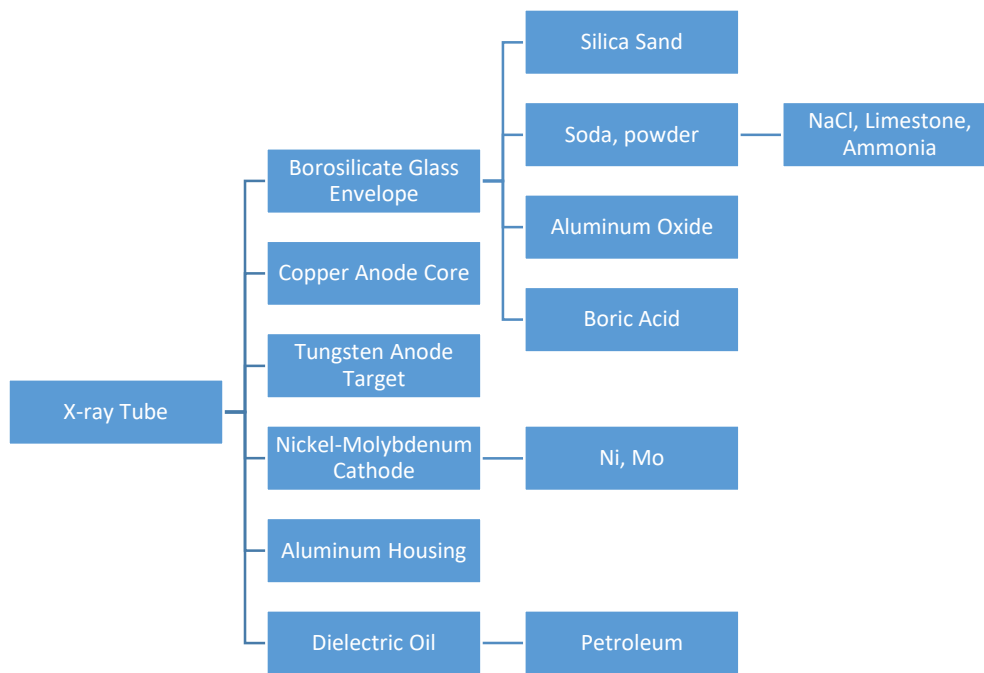 Silica Sand
Soda, powder
NaCl, Limestone,
Ammonia
Borosilicate Glass
Envelope
Aluminum Oxide
Copper Anode Core
Boric Acid
Tungsten Anode
Target
X-ray Tube
Nickel-Molybdenum
Cathode
Ni, Mo
Aluminum Housing
Dielectric Oil
Petroleum